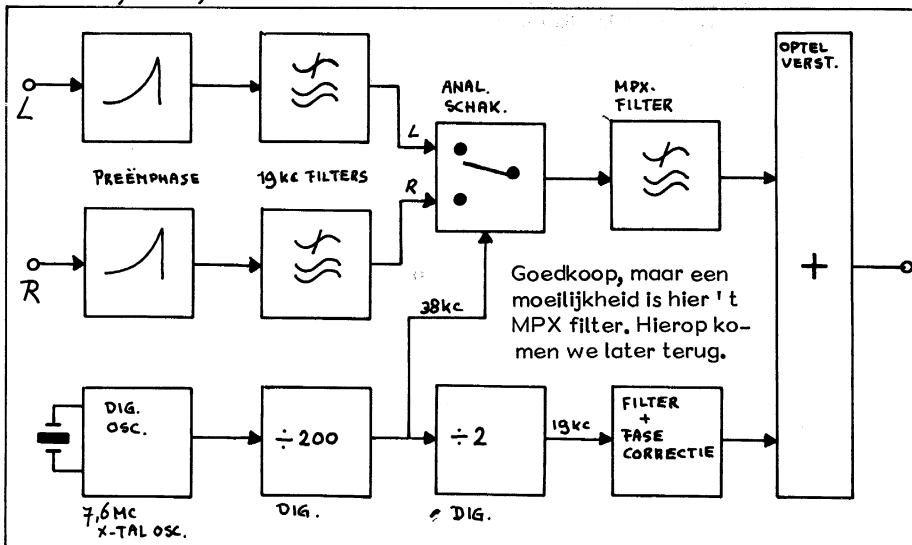 OPTEL
VERST.
L
ANAL.
SCHAK.
MPX.
FILTER
L
PREËMPHASE
19KC FILTERS
R
+
R
Goedkoop, maar een
moeilijkheid is hier 't
MPX filter. Hierop ko-
men we later terug.
38KC
DIG.
OSC.
÷200
÷2
19KC
FILTER
+
FASE
CORRECTIE
7,6MC
X-TAL OSC.
DIG.
DIG.